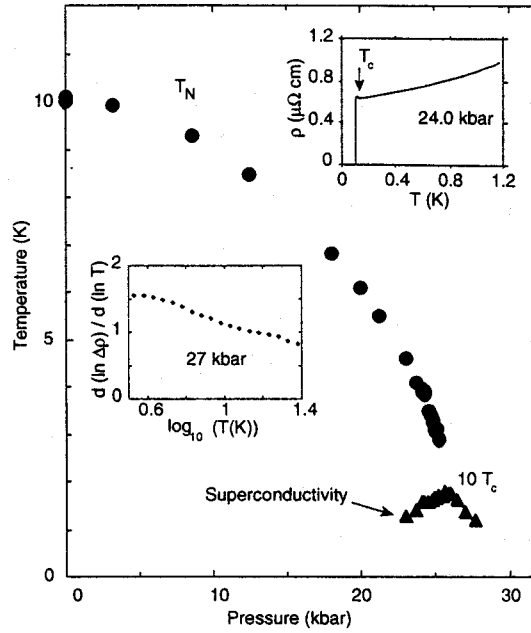 Temperature (K)
10
5
0
T_N
ρ (μΩ cm)
1.2
0.8
0.4
0
T_c
24.0 kbar
0
0.4
0.8
1.2
T (K)
d (ln Δρ) / d (ln T)
2
1
0
27 kbar
0.6
1
1.4
log10 (T(K))
10 T_c
Superconductivity
0
10
20
30
Pressure (kbar)